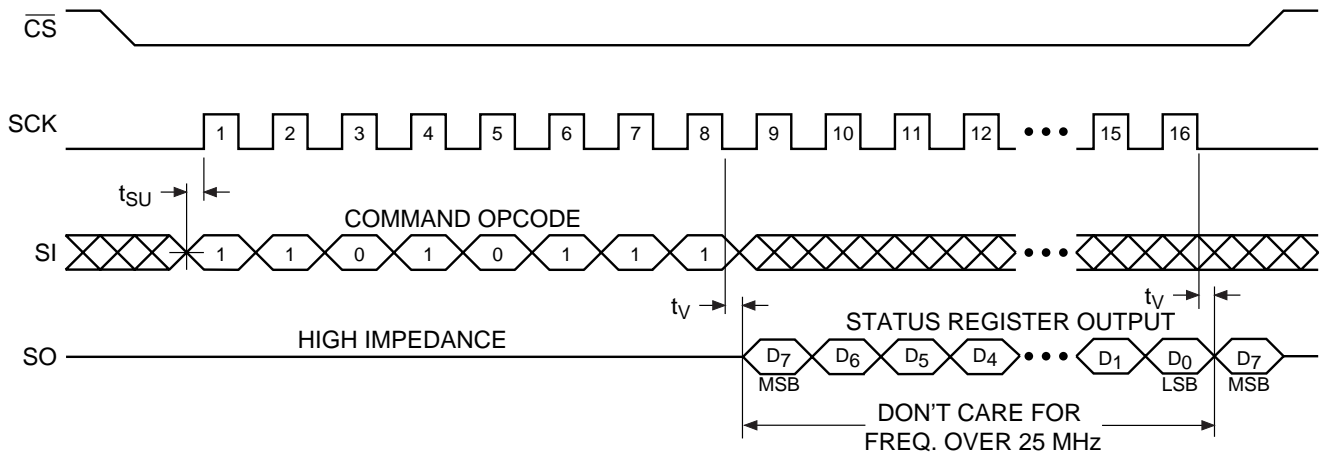 CS
SCK 1 2 3 4 5 6 7 8 9 10 11 12 ••• 15 16
tSU
COMMAND OPCODE
SI 1 1 0 1 0 1 1 1 •••
tV tV
HIGH IMPEDANCE STATUS REGISTER OUTPUT
SO D7 D6 D5 D4 ••• D1 D0 D7
MSB LSB MSB
DON'T CARE FOR
FREQ. OVER 25 MHz